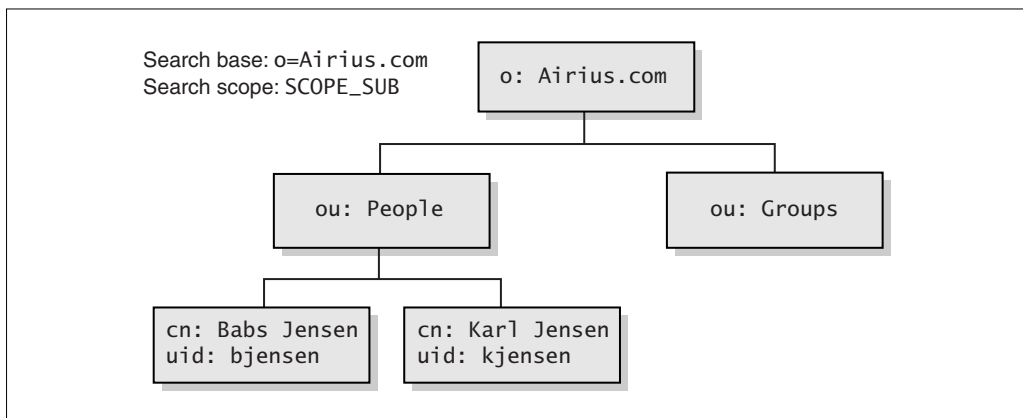 Search base: o=Airius.com
Search scope: SCOPE_SUB
o: Airius.com
ou: People
ou: Groups
cn: Babs Jensen
uid: bjensen
cn: Karl Jensen
uid: kjensen